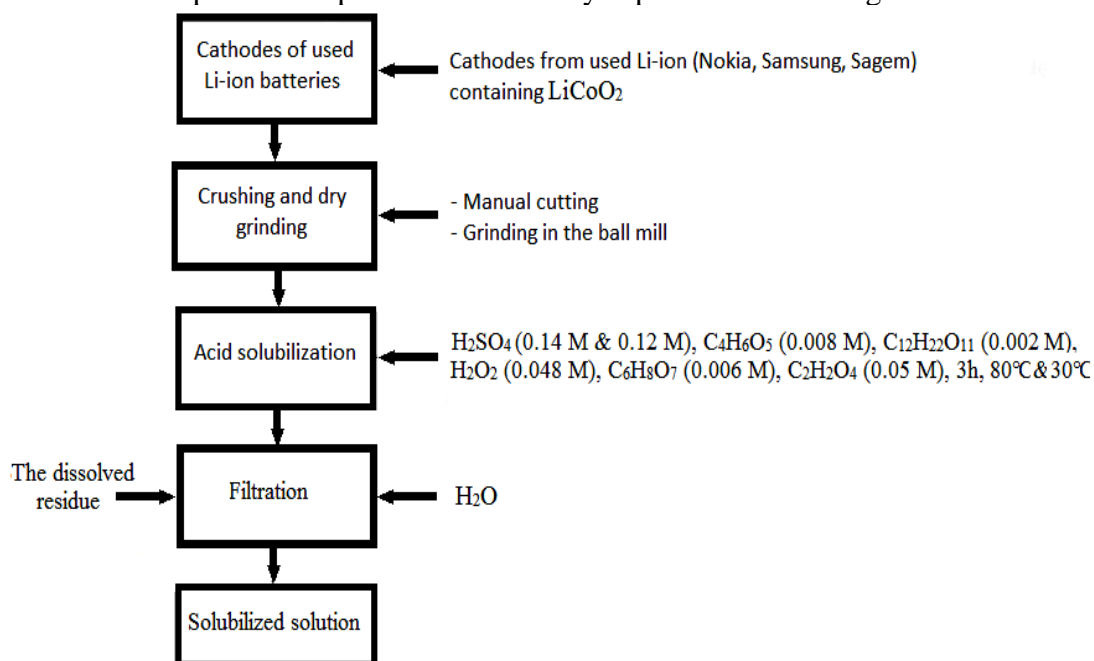 Cathodes of used
Li-ion batteries
Cathodes from used Li-ion (Nokia, Samsung, Sagem)
containing LiCoO₂
Crushing and dry
grinding
- Manual cutting
- Grinding in the ball mill
Acid solubilization
H₂SO₄ (0.14 M & 0.12 M), C₄H₆O₅ (0.008 M), C₁₂H₂₂O₁₁ (0.002 M),
H₂O₂ (0.048 M), C₆H₈O₇ (0.006 M), C₂H₂O₄ (0.05 M), 3h, 80℃&30℃
The dissolved
residue
Filtration
H₂O
Solubilized solution